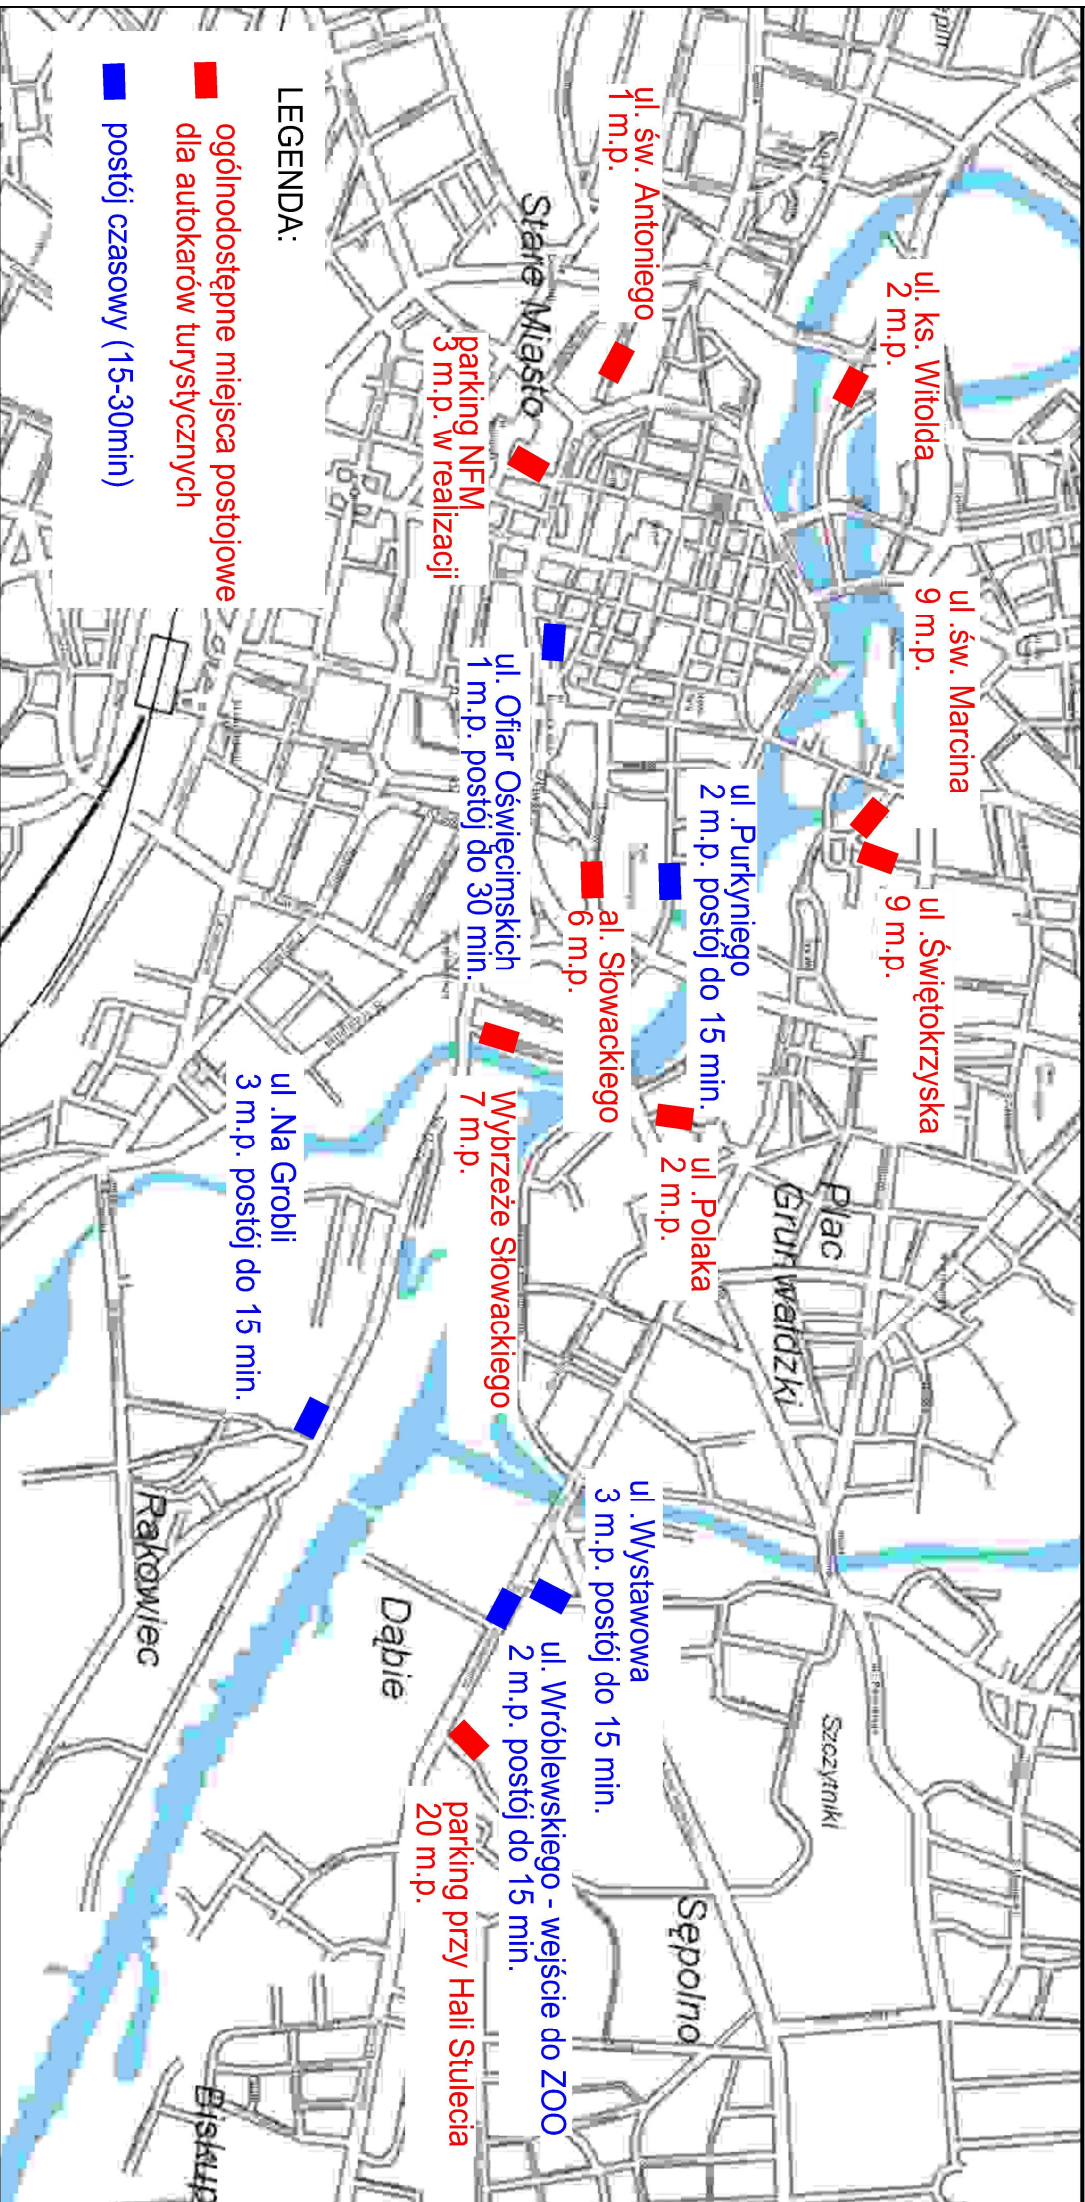 ul. ks. Witolda
2 m.p.
ul .św. Marcina
9 m.p.
ul .Świętokrzyska
9 m.p.
ul. św. Antoniego
1 m.p.
Stare Miasto
parking NFM
3 m.p. w realizacji
ul .Purkyniego
2 m.p. postój do 15 min.
al. Słowackiego
6 m.p.
ul. Ofiar Oświęcimskich
1 m.p. postój do 30 min.
Plac
Grunwaldzki
ul .Polaka
2 m.p.
Wybrzeże Słowackiego
7 m.p.
ul .Na Grobli
3 m.p. postój do 15 min.
Szczytniki
Sępolno
ul .Wystawowa
3 m.p. postój do 15 min.
ul. Wróblewskiego - wejście do ZOO
2 m.p. postój do 15 min.
Dąbie
parking przy Hali Stulecia
20 m.p.
Rakowiec
Biskup
LEGENDA:
ogólnodostępne miejsca postojowe
dla autokarów turystycznych
postój czasowy (15-30min)